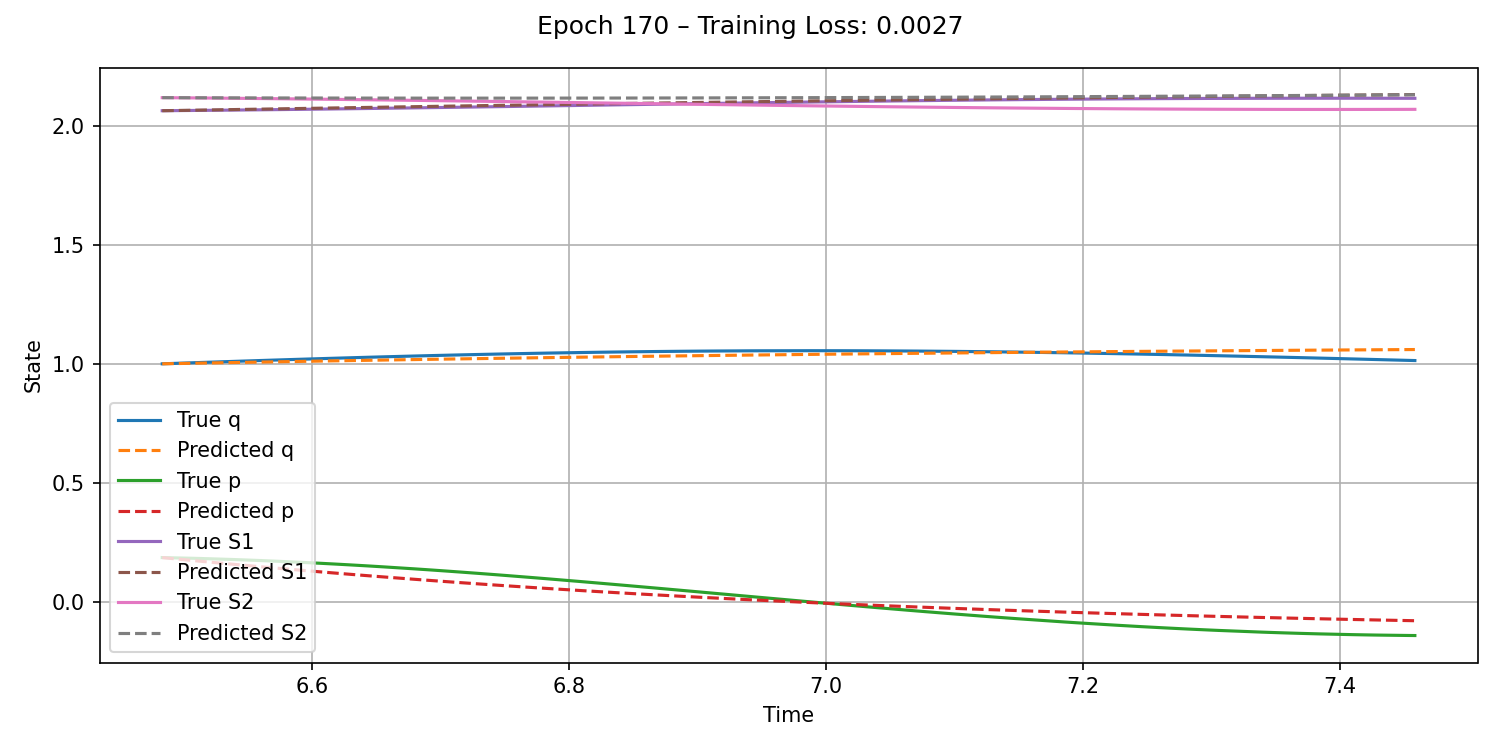 Epoch 170 – Training Loss: 0.0027
2.0
1.5
1.0
0.5
0.0
State
True q
Predicted q
True p
Predicted p
True S1
Predicted S1
True S2
Predicted S2
6.6 6.8 7.0 7.2 7.4
Time